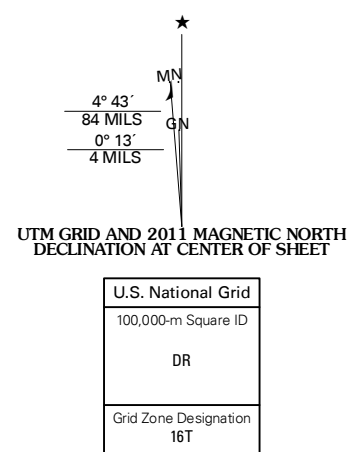 ★
MN
4° 43´
84 MILS
GN
0° 13´
4 MILS
UTM GRID AND 2011 MAGNETIC NORTH
DECLINATION AT CENTER OF SHEET
U.S. National Grid
100,000-m Square ID
DR
Grid Zone Designation
16T